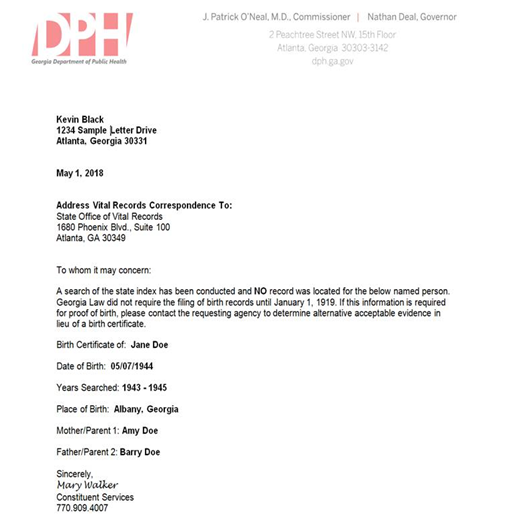 DPH
Georgia Department of Public Health
J. Patrick O'Neal, M.D., Commissioner | Nathan Deal, Governor
2 Peachtree Street NW, 15th Floor
Atlanta, Georgia 30303-3142
dph.ga.gov
Kevin Black
1234 Sample Letter Drive
Atlanta, Georgia 30331
May 1, 2018
Address Vital Records Correspondence To:
State Office of Vital Records
1680 Phoenix Blvd., Suite 100
Atlanta, GA 30349
To whom it may concern:
A search of the state index has been conducted and NO record was located for the below named person.
Georgia Law did not require the filing of birth records until January 1, 1919. If this information is required
for proof of birth, please contact the requesting agency to determine alternative acceptable evidence in
lieu of a birth certificate.
Birth Certificate of: Jane Doe
Date of Birth: 05/07/1944
Years Searched: 1943 - 1945
Place of Birth: Albany, Georgia
Mother/Parent 1: Amy Doe
Father/Parent 2: Barry Doe
Sincerely,
Mary Walker
Constituent Services
770.909.4007